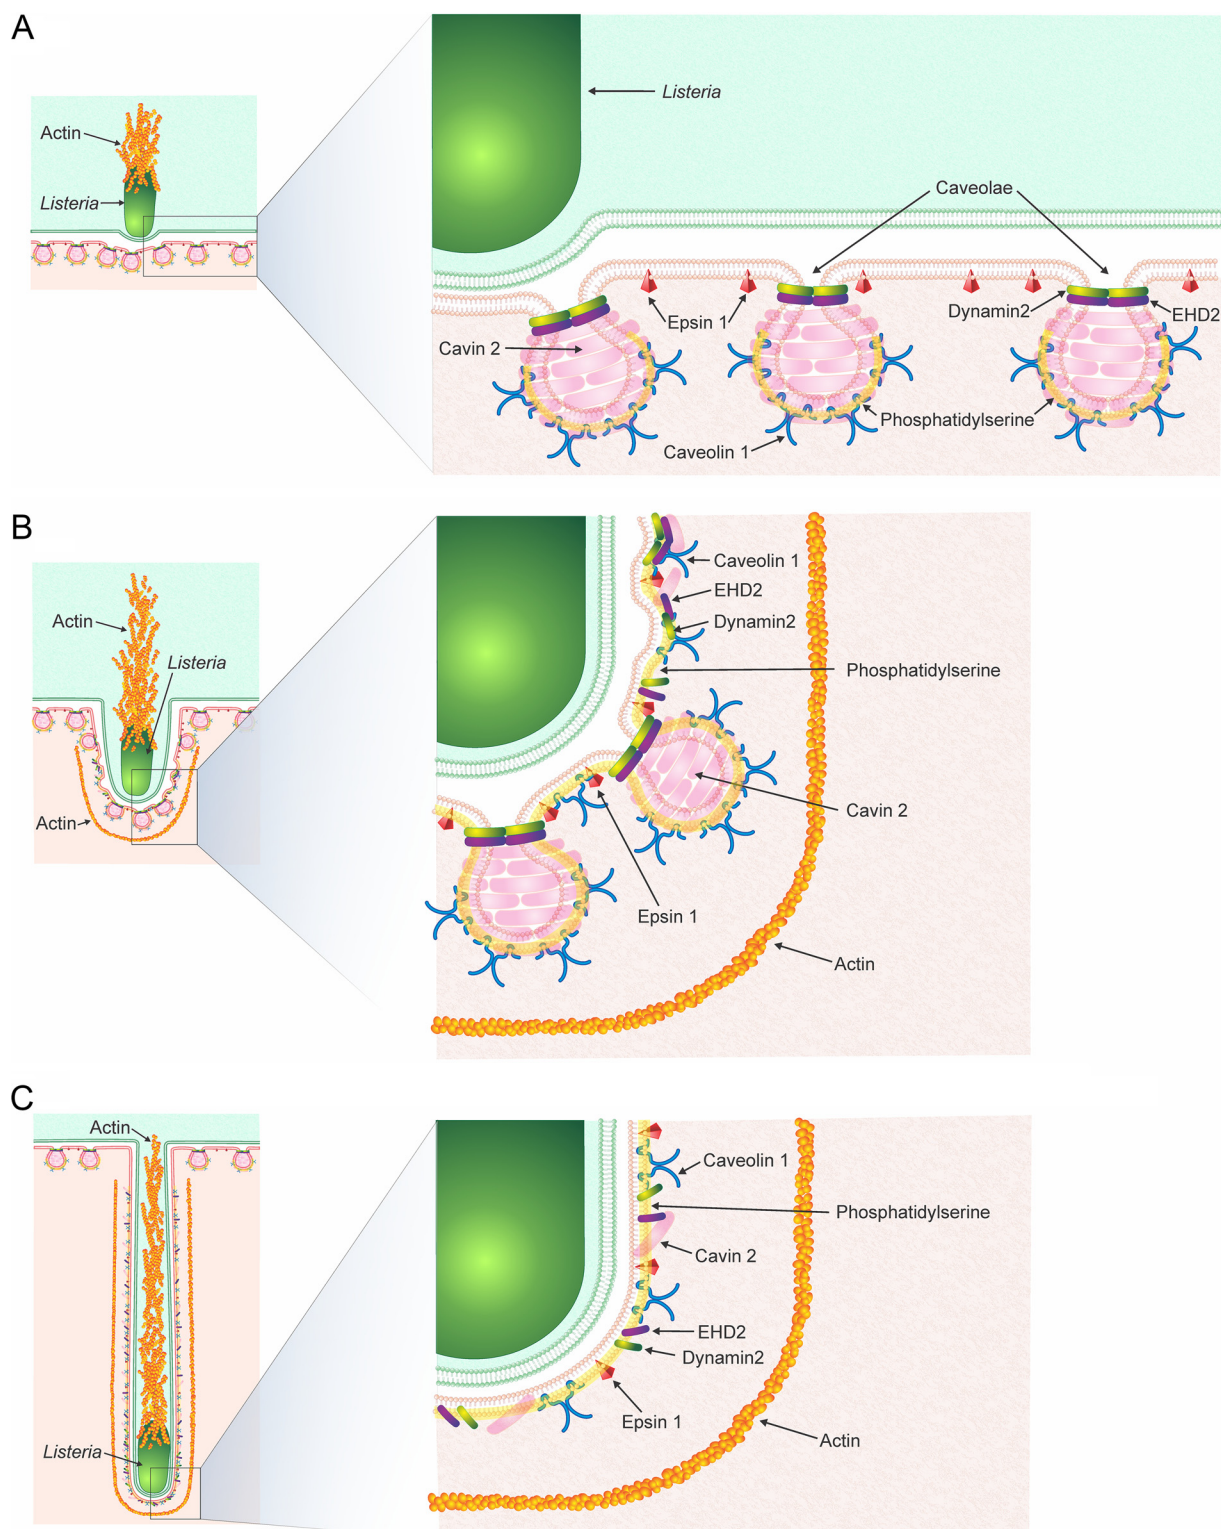 A
Actin
Listeria
Listeria
Caveolae
Epsin 1
Dynamin2
EHD2
Cavin 2
Phosphatidylserine
Caveolin 1
B
Actin
Listeria
Actin
Caveolin 1
EHD2
Dynamin2
Phosphatidylserine
Cavin 2
Epsin 1
Actin
C
Actin
Listeria
Caveolin 1
Phosphatidylserine
Cavin 2
EHD2
Dynamin2
Epsin 1
Actin